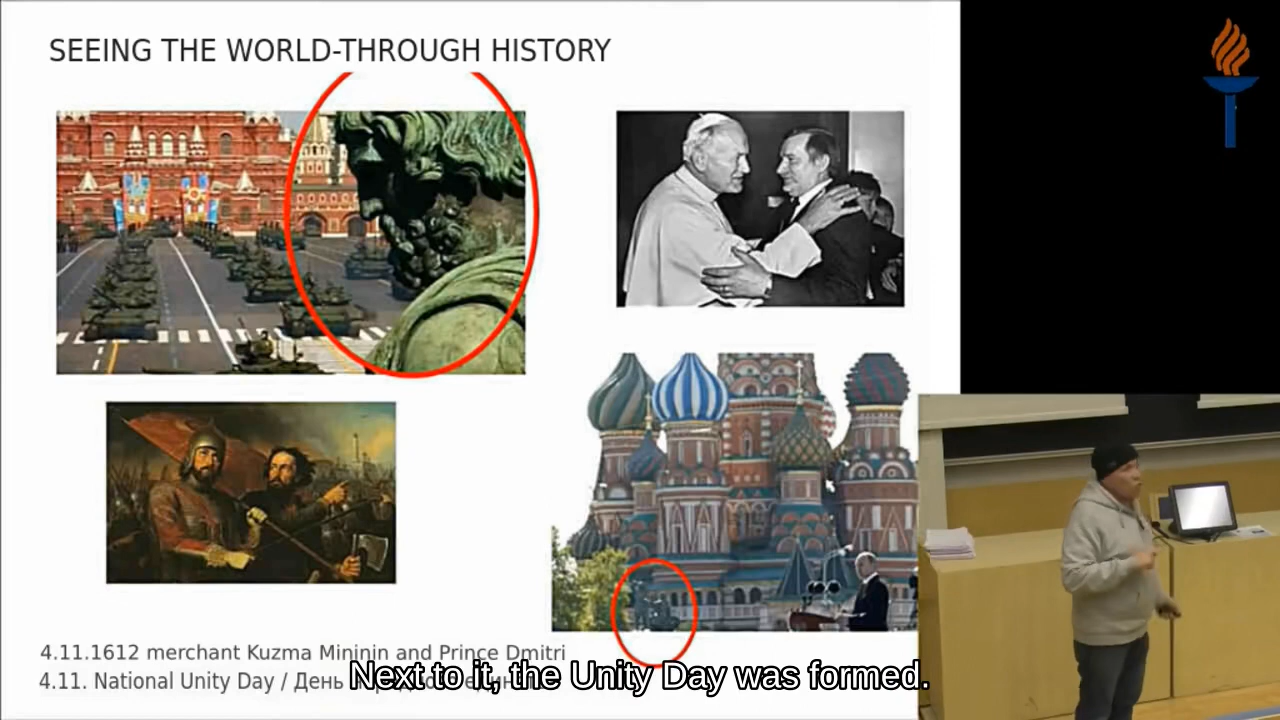 SEEING THE WORLD-THROUGH HISTORY
4.11.1612 merchant Kuzma Mininin and Prince Dmitri
4.11. National Unity Day / День
Next to it, the Unity Day was formed.